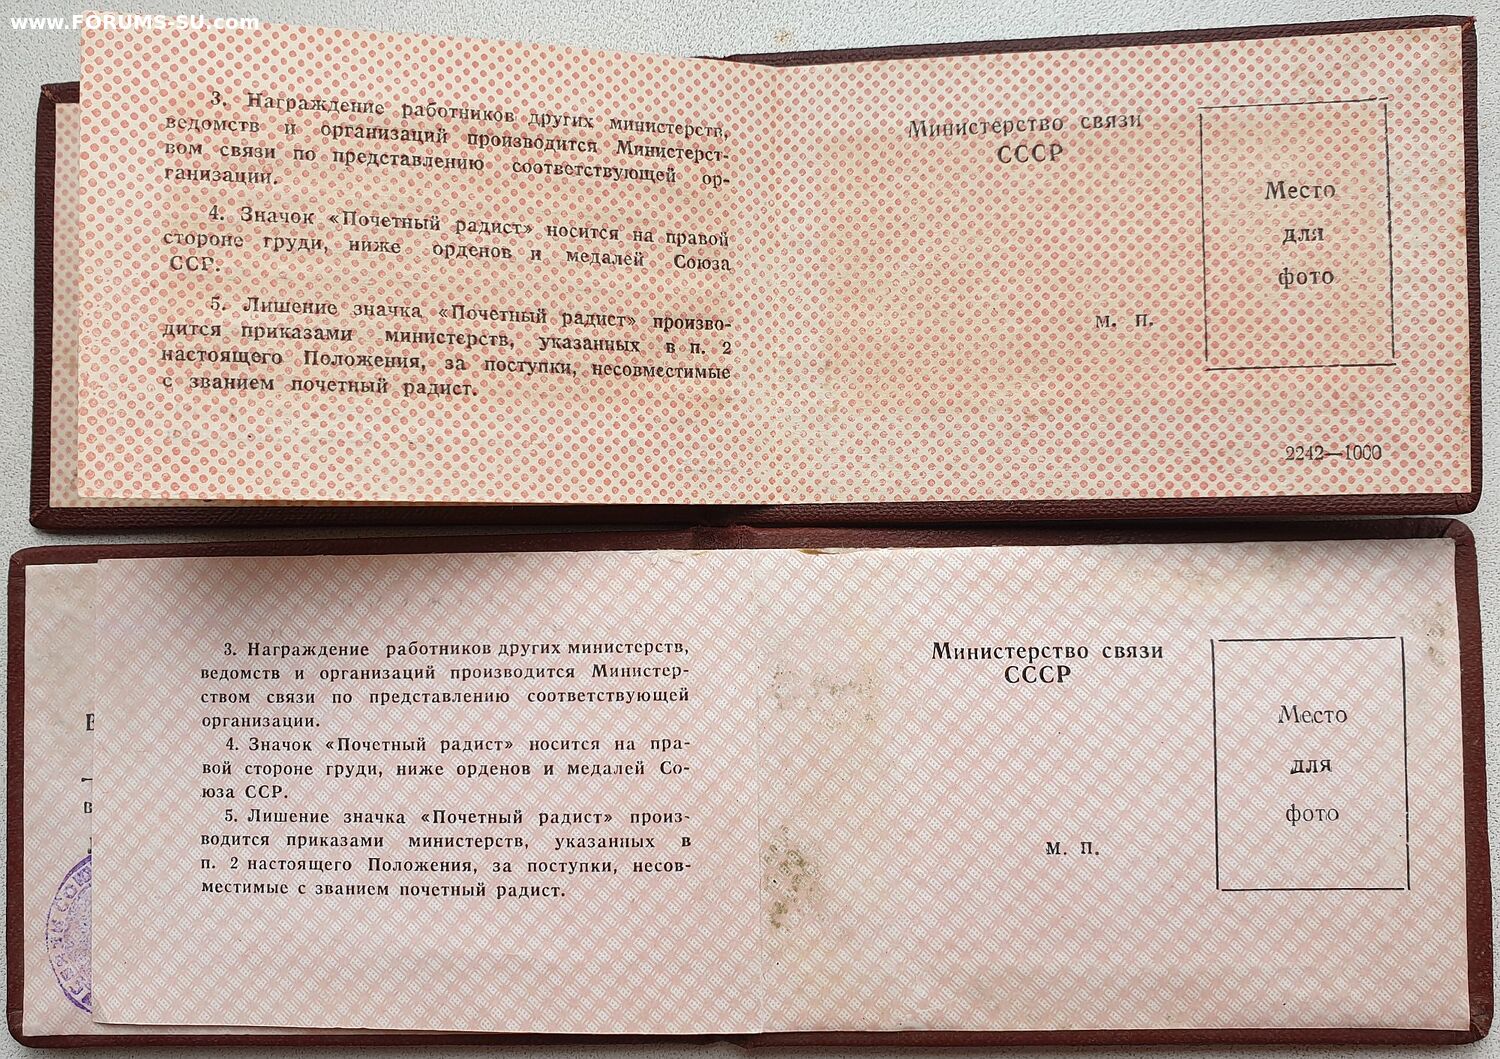 www.FORUMS-SU.com
3. Награждение работников других министерств,
ведомств и организаций производится Министерст-
вом связи по представлению соответствующей ор-
ганизации.
4. Значок «Почетный радист» носится на правой
стороне груди, ниже орденов и медалей Союза
ССР.
5. Лишение значка «Почетный радист» произво-
дится приказами министерств, указанных в п. 2
настоящего Положения, за поступки, несовместимые
с званием почетный радист.
Министерство связи
СССР
Место
для
фото
м. п.
2242—1000
3. Награждение работников других министерств,
ведомств и организаций производится Министер-
ством связи по представлению соответствующей
организации.
4. Значок «Почетный радист» носится на пра-
вой стороне груди, ниже орденов и медалей Со-
юза ССР.
5. Лишение значка «Почетный радист» произ-
водится приказами министерств, указанных в
п. 2 настоящего Положения, за поступки, несов-
местимые с званием почетный радист.
Министерство связи
СССР
Место
для
фото
м. п.